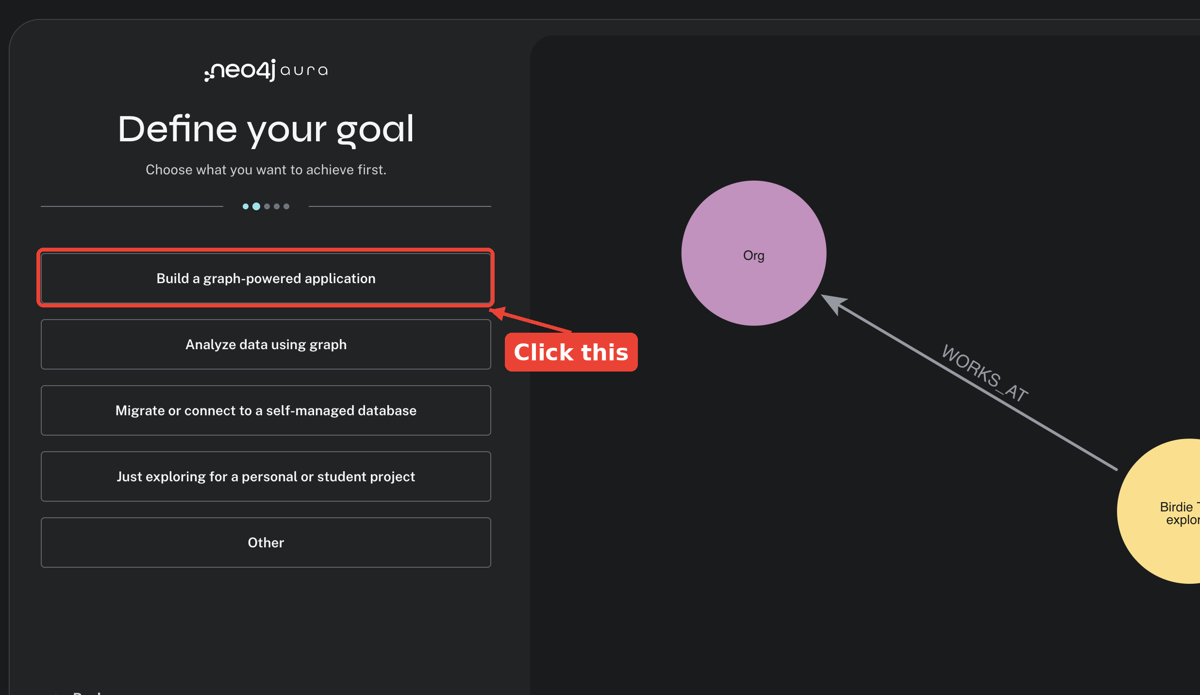 neo4j aura
Define your goal
Choose what you want to achieve first.
Build a graph-powered application
Click this
Analyze data using graph
Migrate or connect to a self-managed database
Just exploring for a personal or student project
Other
Org
WORKS_AT
Birdie